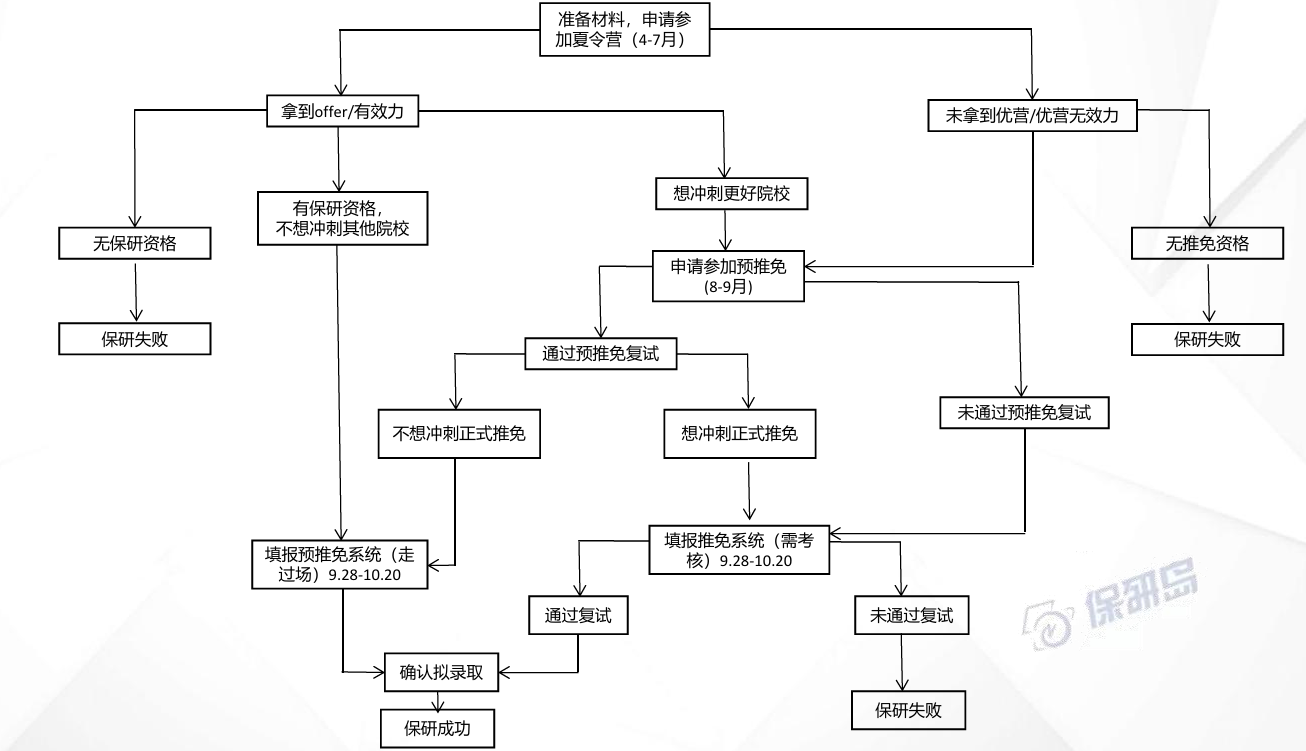 准备材料，申请参
加夏令营（4-7月）
拿到offer/有效力
未拿到优营/优营无效力
想冲刺更好院校
有保研资格，
不想冲刺其他院校
无保研资格
无推免资格
申请参加预推免
(8-9月)
保研失败
保研失败
通过预推免复试
不想冲刺正式推免
想冲刺正式推免
未通过预推免复试
填报预推免系统（走
过场）9.28-10.20
填报推免系统（需考
核）9.28-10.20
通过复试
未通过复试
保研岛
确认拟录取
保研失败
保研成功